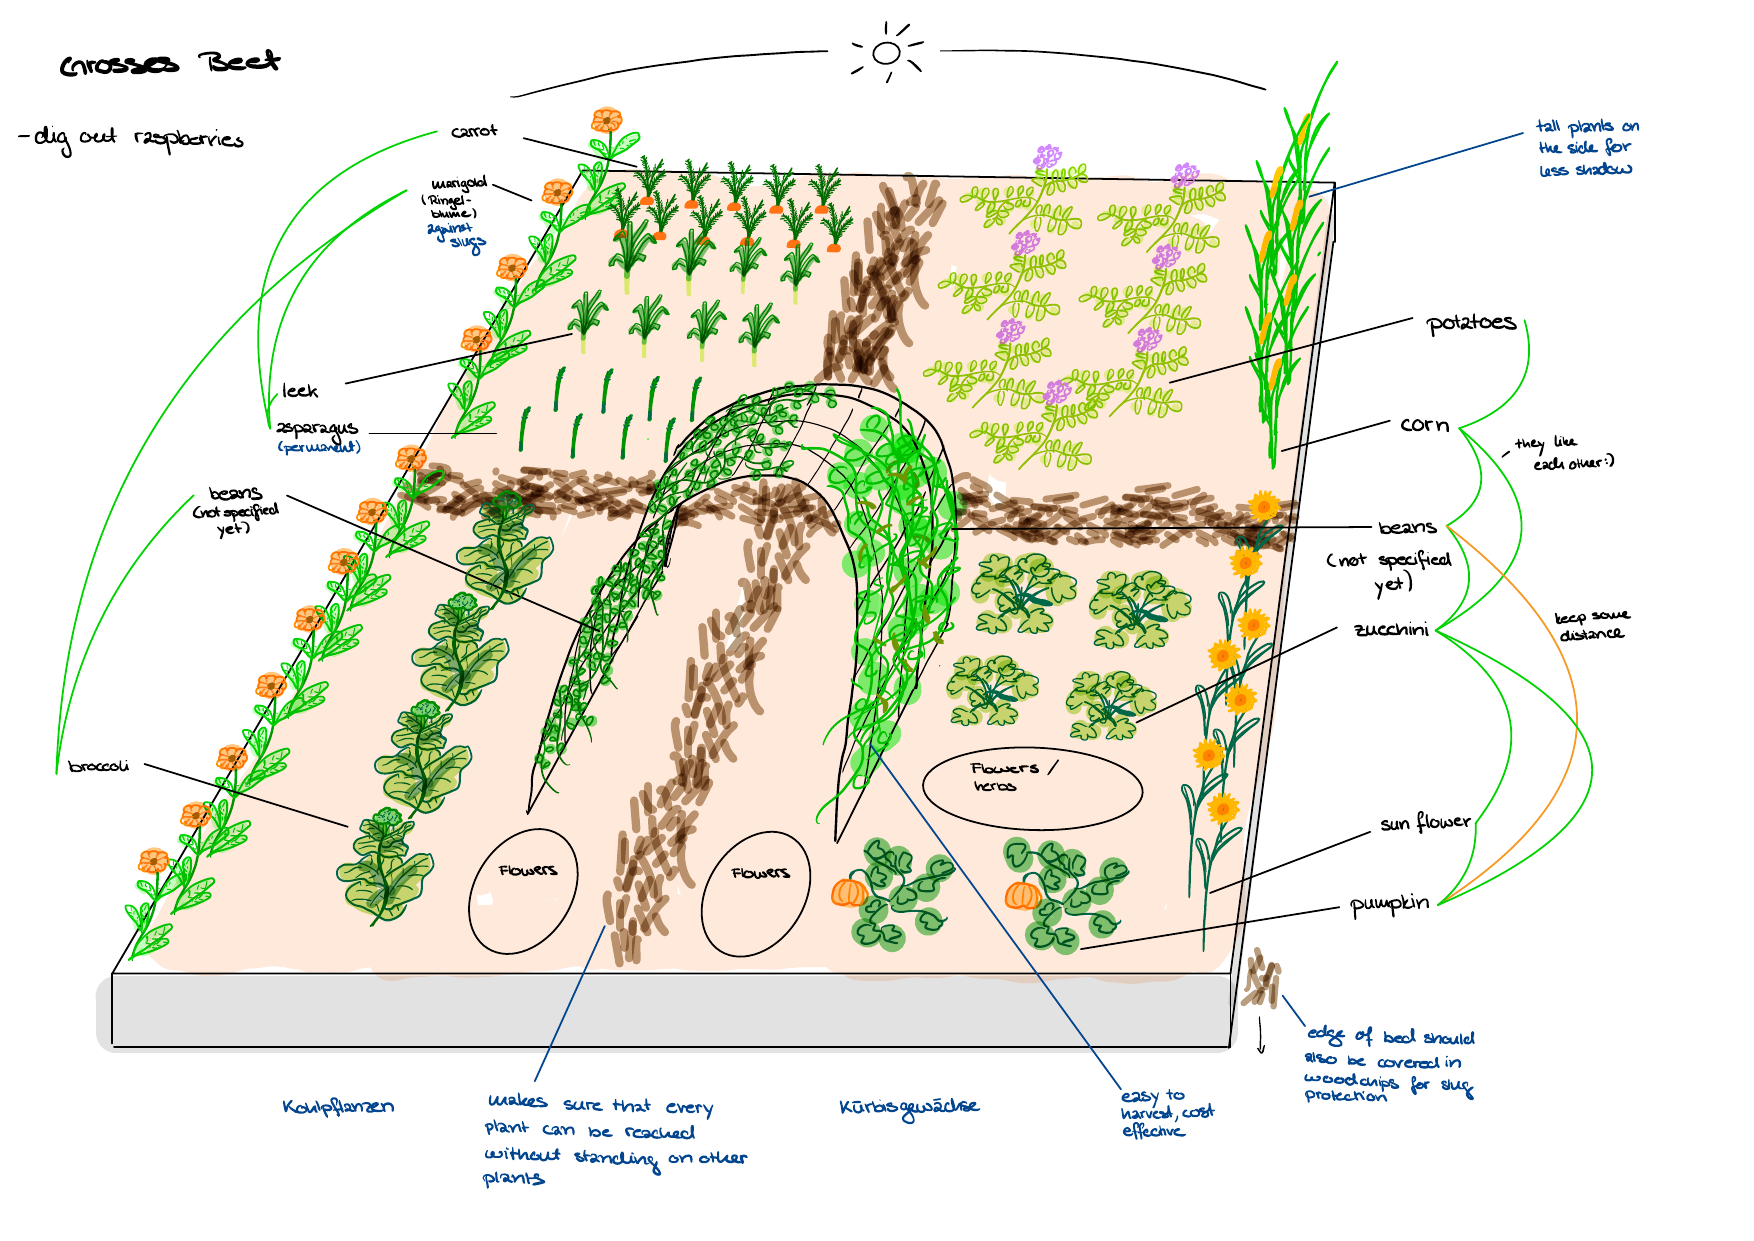 Grosses Beet
- dig out raspberries
carrot
marigold
(Ringel-
blume)
against
slugs
leek
asparagus
(permanent)
beans
(not specified
yet)
broccoli
tall plants on
the side for
less shadow
potatoes
corn
they like
each other:)
beans
(not specified
yet)
zucchini
keep some
distance
sun flower
pumpkin
Flowers /
herbs
Flowers
Flowers
edge of bed should
also be covered in
woodchips for slug
protection
Kohlpflanzen
makes sure that every
plant can be reached
without standing on other
plants
Kürbisgewächse
easy to
harvest, cost
effective